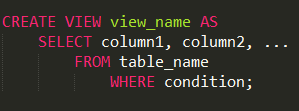 CREATE VIEW view_name AS
SELECT column1, column2, ...
FROM table_name
WHERE condition;